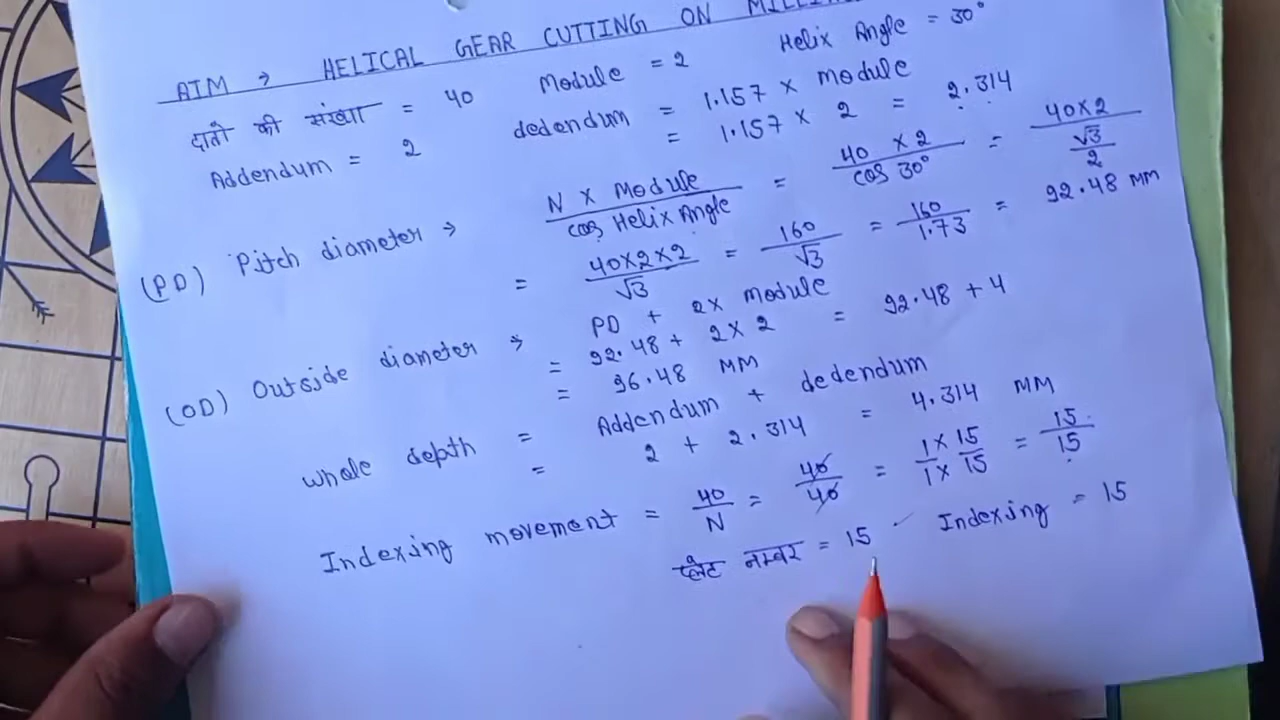 AIM → HELICAL GEAR CUTTING ON
दातो की संख्या = 40 Module = 2 Helix Angle = 30°
Addendum = 2 dedendum = 1.157 × Module
= 1.157 × 2 = 2.314
(PD) Pitch diameter → N × Module / cos Helix Angle = 40 × 2 / cos 30° = 40×2 / √3/2
= 40×2×2 / √3 = 160 / √3 = 160 / 1.73 = 92.48 MM
(OD) Outside diameter → PD + 2× Module
= 92.48 + 2 × 2 = 92.48 + 4
= 96.48 MM
whole depth = Addendum + dedendum
= 2 + 2.314 = 4.314 MM
Indexing movement = 40 / N = 40 / 40 = 1 × 15 / 1 × 15 = 15 / 15
प्लेट नम्बर = 15 Indexing = 15